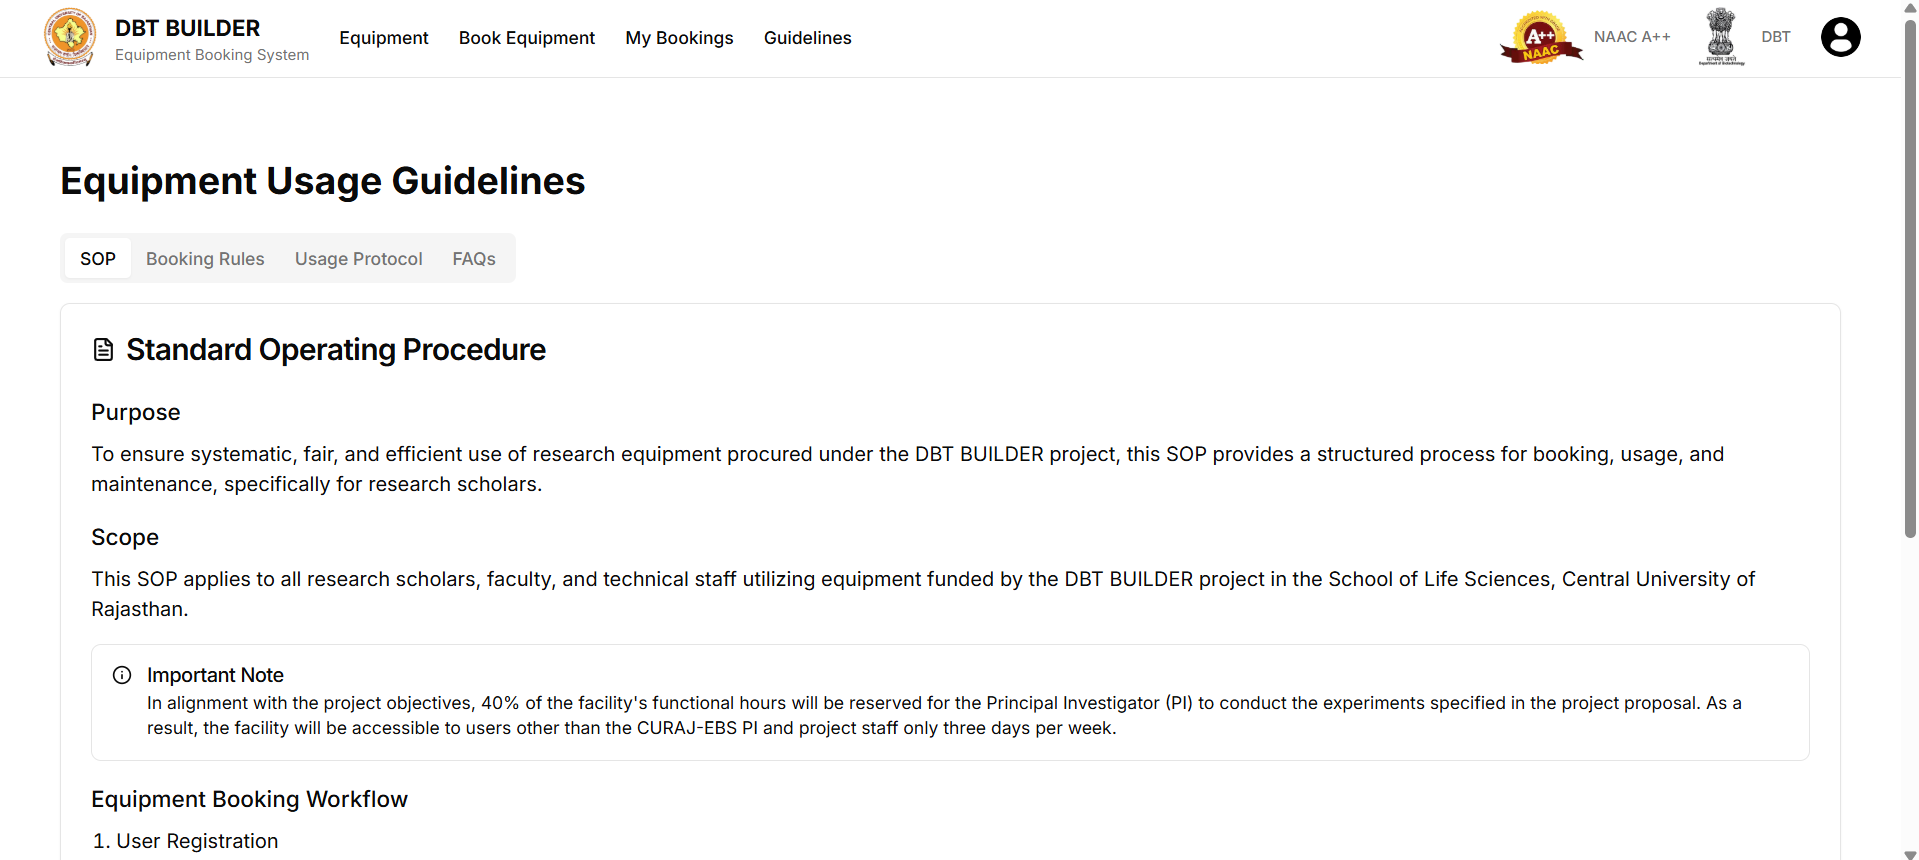 DBT BUILDER
Equipment Booking System
Equipment
Book Equipment
My Bookings
Guidelines
A++
NAAC
NAAC A++
DBT
Equipment Usage Guidelines
SOP
Booking Rules
Usage Protocol
FAQs
Standard Operating Procedure
Purpose
To ensure systematic, fair, and efficient use of research equipment procured under the DBT BUILDER project, this SOP provides a structured process for booking, usage, and
maintenance, specifically for research scholars.
Scope
This SOP applies to all research scholars, faculty, and technical staff utilizing equipment funded by the DBT BUILDER project in the School of Life Sciences, Central University of
Rajasthan.
Important Note
In alignment with the project objectives, 40% of the facility's functional hours will be reserved for the Principal Investigator (PI) to conduct the experiments specified in the project proposal. As a
result, the facility will be accessible to users other than the CURAJ-EBS PI and project staff only three days per week.
Equipment Booking Workflow
1. User Registration